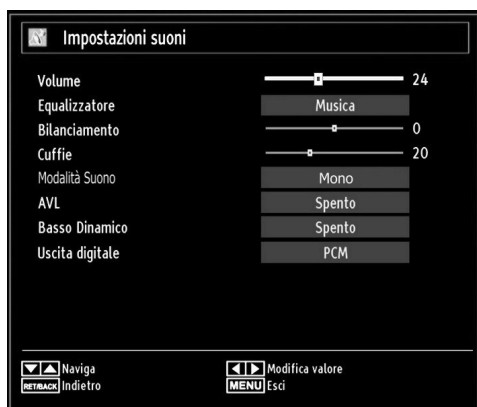 Impostazioni suoni
Volume 24
Equalizzatore Musica
Bilanciamento 0
Cuffie 20
Modalità Suono Mono
AVL Spento
Basso Dinamico Spento
Uscita digitale PCM
Naviga Modifica valore
RET/BACK Indietro MENU Esci